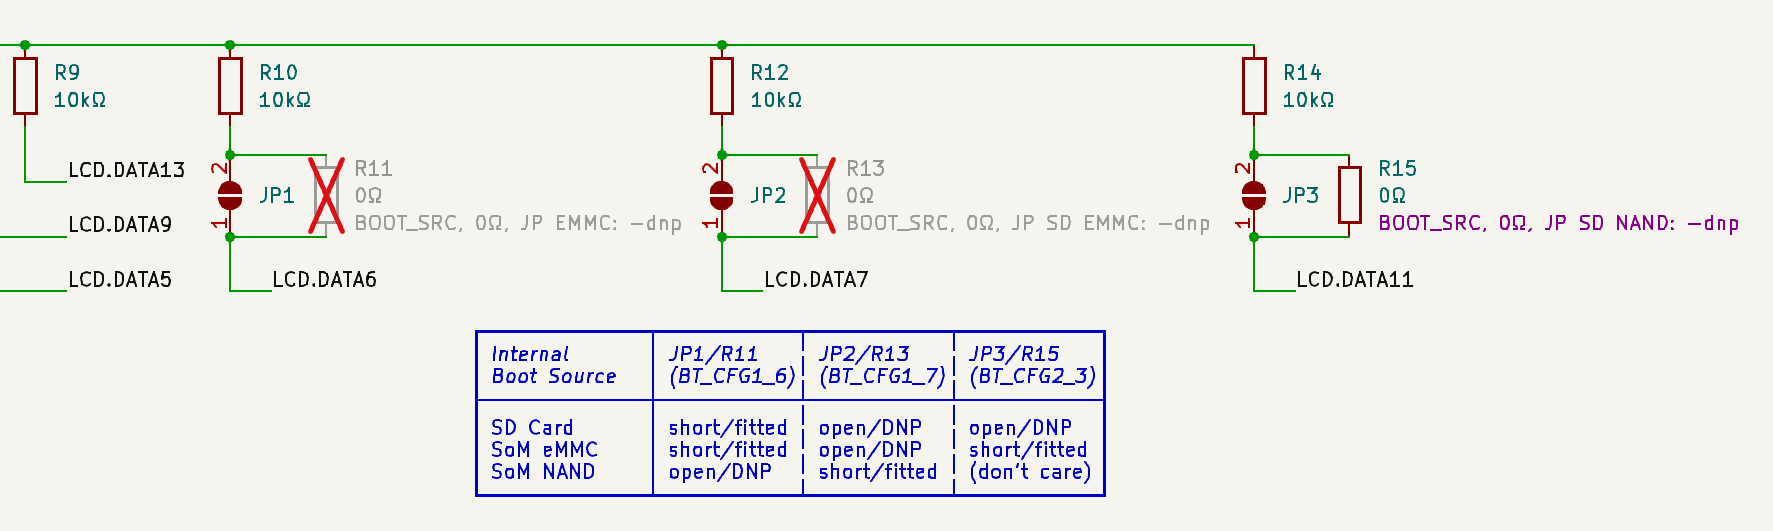 R9
10kΩ
LCD.DATA13
LCD.DATA9
LCD.DATA5
R10
10kΩ
2
JP1
1
R11
0Ω
BOOT_SRC, 0Ω, JP EMMC: -dnp
LCD.DATA6
R12
10kΩ
2
JP2
1
R13
0Ω
BOOT_SRC, 0Ω, JP SD EMMC: -dnp
LCD.DATA7
R14
10kΩ
2
JP3
1
R15
0Ω
BOOT_SRC, 0Ω, JP SD NAND: -dnp
LCD.DATA11
Internal Boot Source
JP1/R11 (BT_CFG1_6)
JP2/R13 (BT_CFG1_7)
JP3/R15 (BT_CFG2_3)
SD Card short/fitted open/DNP open/DNP
SoM eMMC short/fitted open/DNP short/fitted
SoM NAND open/DNP short/fitted (don't care)